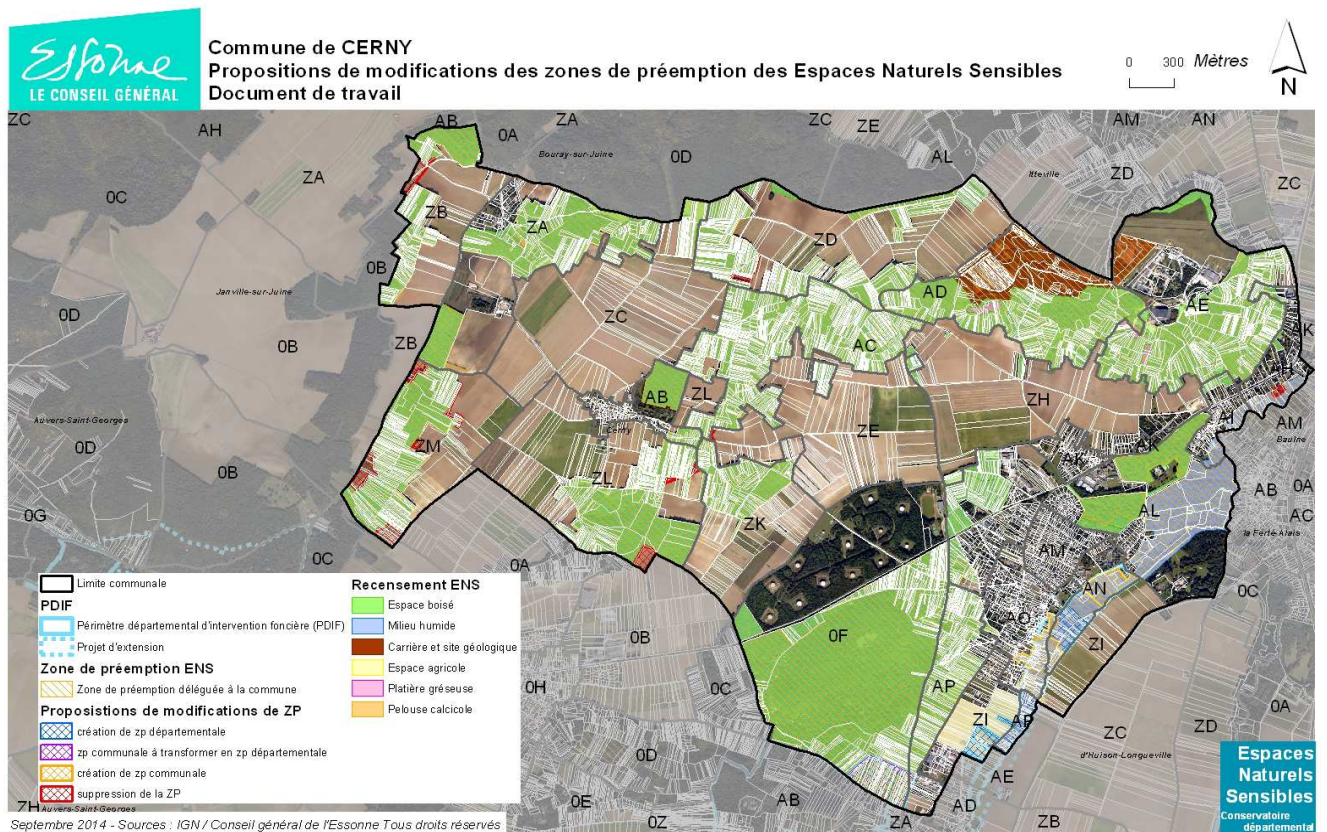 Essonne
LE CONSEIL GÉNÉRAL
Commune de CERNY
Propositions de modifications des zones de préemption des Espaces Naturels Sensibles
Document de travail
0 300 Mètres
N
ZC AH AB 0A ZA ZC ZE AM AN
Bouray-sur-Juine 0D AL Itteville ZD ZC
0C ZA ZB ZA ZD
0B Janville-sur-Juine ZC AD AE
0D 0B ZB AC AK
AH
AB ZL ZH
Auvers-Saint-Georges Cerny ZE AI AM
Baulne
0D ZM AK AK
0B ZL AB 0A
0G ZK AL AC
0C 0A AM la Ferté-Alais
AN 0C
0B 0F AO ZI
0H 0C AP ZI AP ZC ZD 0A
0D d'Huison-Longueville
AE
0E AB AD
0Z ZA ZB
Limite communale
PDIF
Périmètre départemental d'intervention foncière (PDIF)
Projet d'extension
Zone de préemption ENS
Zone de préemption déléguée à la commune
Proposistions de modifications de ZP
création de zp départementale
zp communale à transformer en zp départementale
création de zp communale
suppression de la ZP
Recensement ENS
Espace boisé
Milieu humide
Carrière et site géologique
Espace agricole
Platière gréseuse
Pelouse calcicole
ZH Auvers-Saint-Georges
Septembre 2014 - Sources : IGN / Conseil général de l'Essonne Tous droits réservés
Espaces
Naturels
Sensibles
Conservatoire
départemental